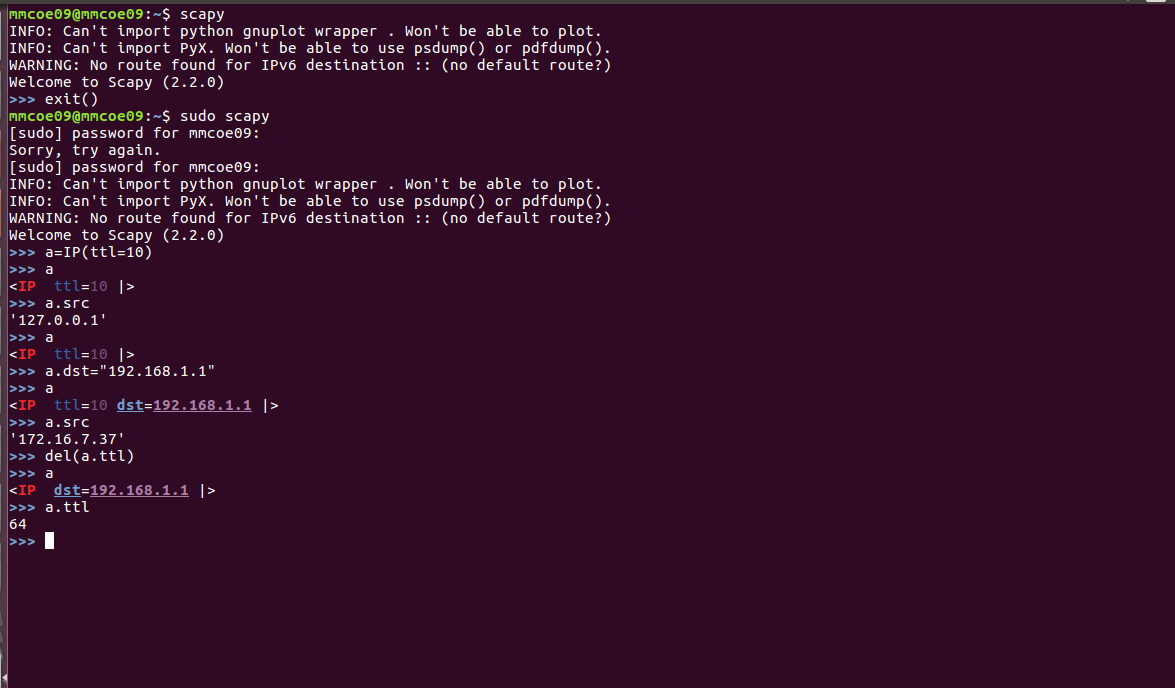 mmcoe09@mmcoe09:~$ scapy
INFO: Can't import python gnuplot wrapper . Won't be able to plot.
INFO: Can't import PyX. Won't be able to use psdump() or pdfdump().
WARNING: No route found for IPv6 destination :: (no default route?)
Welcome to Scapy (2.2.0)
>>> exit()
mmcoe09@mmcoe09:~$ sudo scapy
[sudo] password for mmcoe09:
Sorry, try again.
[sudo] password for mmcoe09:
INFO: Can't import python gnuplot wrapper . Won't be able to plot.
INFO: Can't import PyX. Won't be able to use psdump() or pdfdump().
WARNING: No route found for IPv6 destination :: (no default route?)
Welcome to Scapy (2.2.0)
>>> a=IP(ttl=10)
>>> a
<IP  ttl=10 |>
>>> a.src
'127.0.0.1'
>>> a
<IP  ttl=10 |>
>>> a.dst="192.168.1.1"
>>> a
<IP  ttl=10 dst=192.168.1.1 |>
>>> a.src
'172.16.7.37'
>>> del(a.ttl)
>>> a
<IP  dst=192.168.1.1 |>
>>> a.ttl
64
>>>